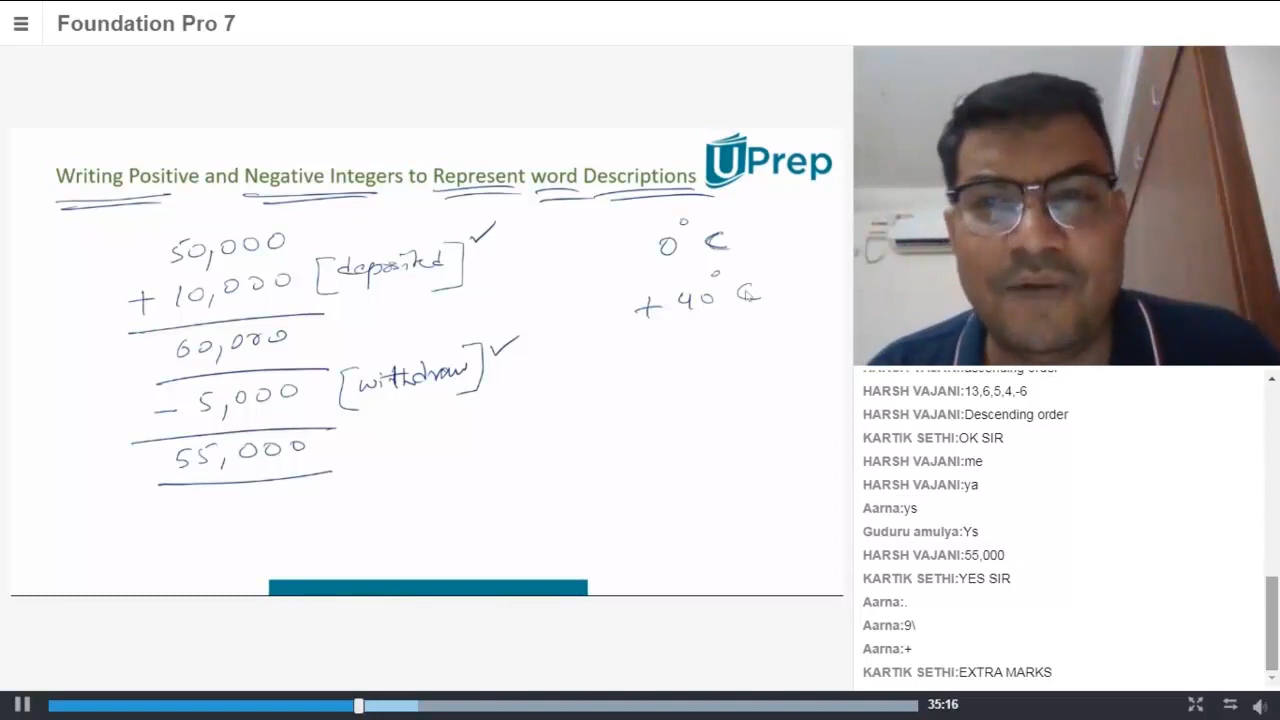 Foundation Pro 7
Writing Positive and Negative Integers to Represent word Descriptions
UPrep
50,000
+ 10,000 [deposited] ✓
60,000
- 5,000 [withdraw] ✓
55,000
0° C
+ 40° C
HARSH VAJANI:13,6,5,4,-6
HARSH VAJANI:Descending order
KARTIK SETHI:OK SIR
HARSH VAJANI:me
HARSH VAJANI:ya
Aarna:ys
Guduru amulya:Ys
HARSH VAJANI:55,000
KARTIK SETHI:YES SIR
Aarna:.
Aarna:9\
Aarna:+
KARTIK SETHI:EXTRA MARKS
35:16